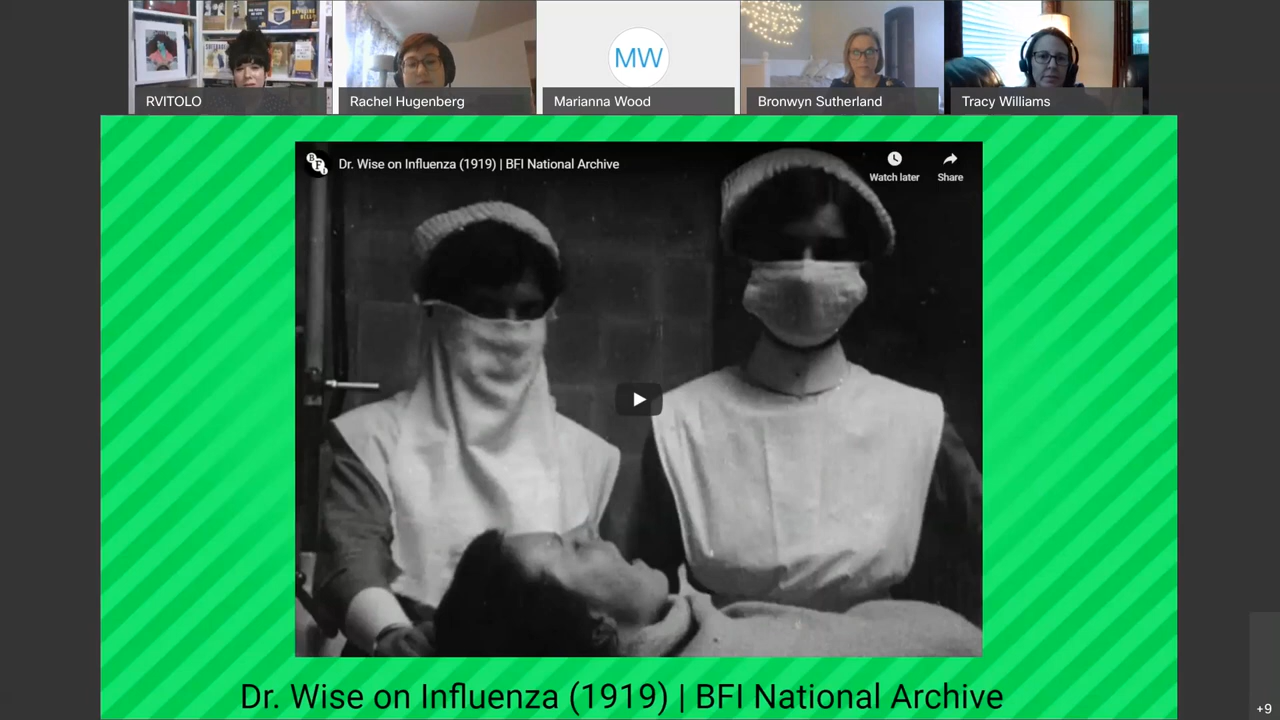 RVITOLO
Rachel Hugenberg
MW
Marianna Wood
Bronwyn Sutherland
Tracy Williams
BFI
Dr. Wise on Influenza (1919) | BFI National Archive
Watch later
Share
Dr. Wise on Influenza (1919) | BFI National Archive
+9